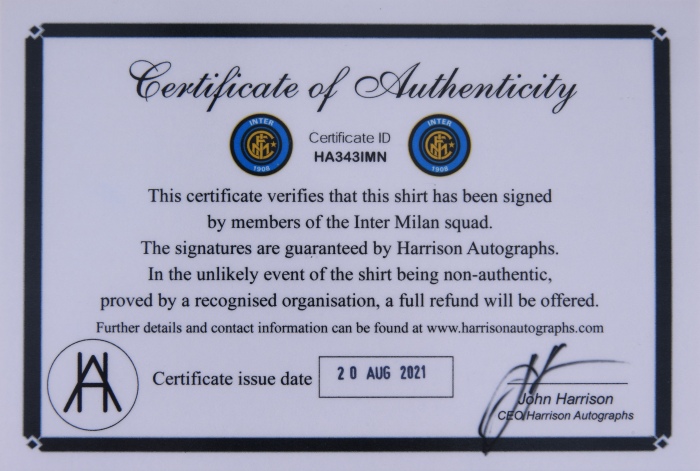 Certificate of Authenticity
INTER
1908
Certificate ID
HA343IMN
INTER
1908
This certificate verifies that this shirt has been signed
by members of the Inter Milan squad.
The signatures are guaranteed by Harrison Autographs.
In the unlikely event of the shirt being non-authentic,
proved by a recognised organisation, a full refund will be offered.
Further details and contact information can be found at www.harrisonautographs.com
HA
Certificate issue date
20 AUG 2021
John Harrison
CEO Harrison Autographs